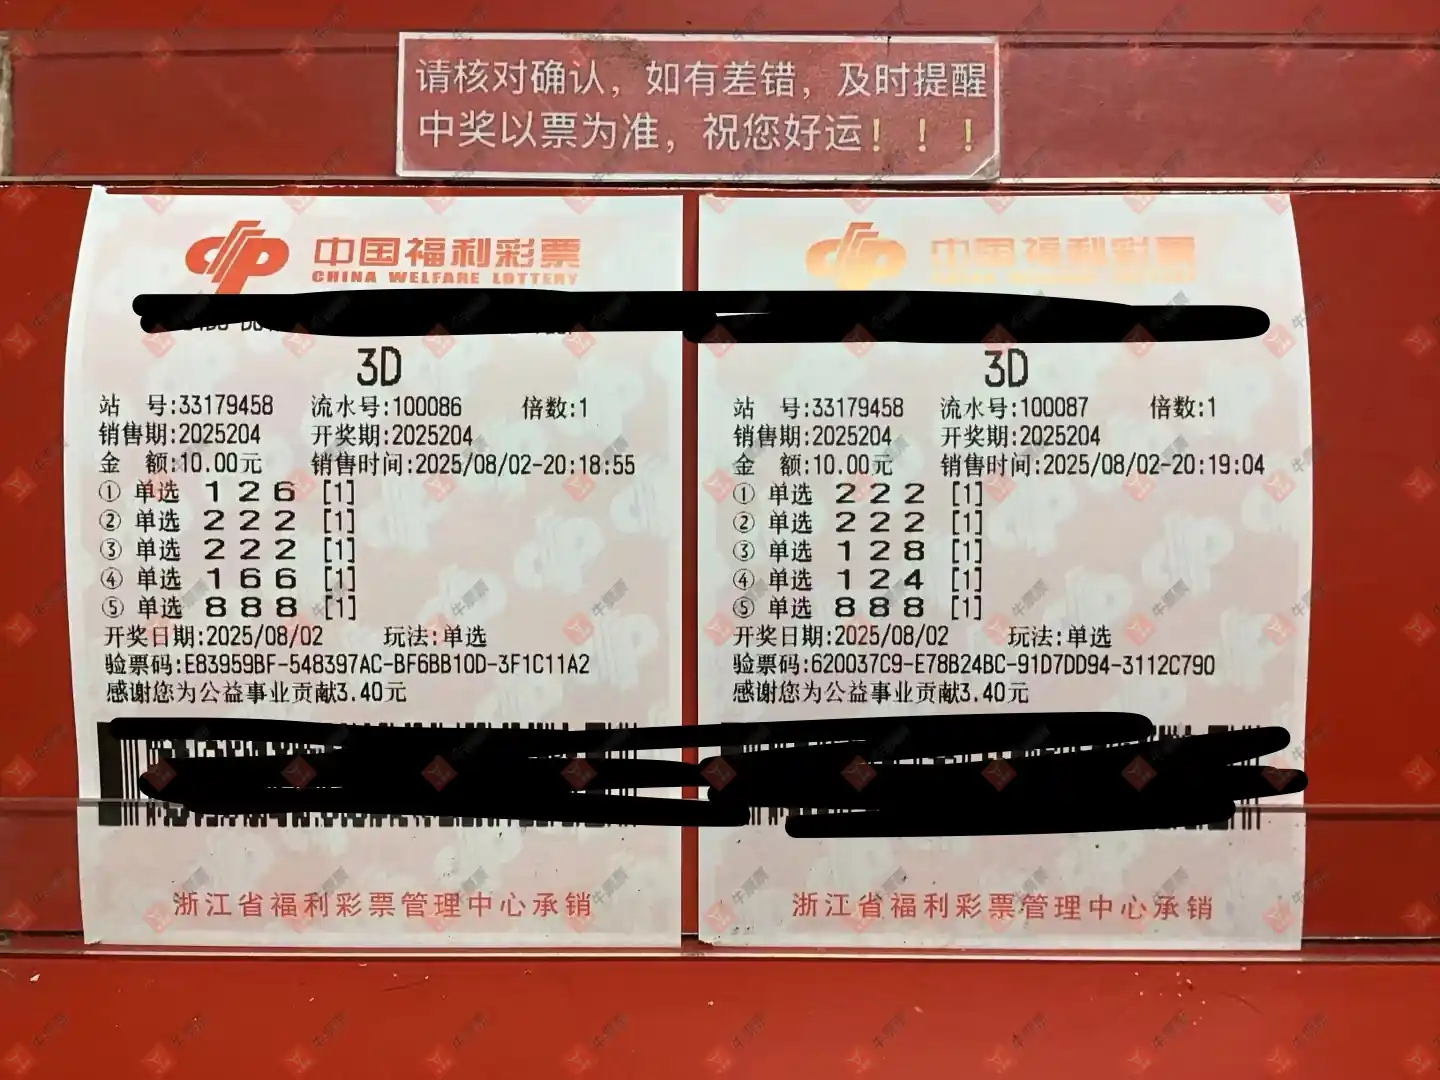 请核对确认，如有差错，及时提醒
中奖以票为准，祝您好运！！！
中国福利彩票
CHINA WELFARE LOTTERY
3D
站 号:33179458 流水号:100086 倍数:1
销售期:2025204 开奖期:2025204
金 额:10.00元 销售时间:2025/08/02-20:18:55
① 单选 1 2 6 [1]
② 单选 2 2 2 [1]
③ 单选 2 2 2 [1]
④ 单选 1 6 6 [1]
⑤ 单选 8 8 8 [1]
开奖日期:2025/08/02 玩法:单选
验票码:E83959BF-548397AC-BF6BB10D-3F1C11A2
感谢您为公益事业贡献3.40元
浙江省福利彩票管理中心承销
中国福利彩票
CHINA WELFARE LOTTERY
3D
站 号:33179458 流水号:100087 倍数:1
销售期:2025204 开奖期:2025204
金 额:10.00元 销售时间:2025/08/02-20:19:04
① 单选 2 2 2 [1]
② 单选 2 2 2 [1]
③ 单选 1 2 8 [1]
④ 单选 1 2 4 [1]
⑤ 单选 8 8 8 [1]
开奖日期:2025/08/02 玩法:单选
验票码:620037C9-E78B24BC-91D7DD94-3112C790
感谢您为公益事业贡献3.40元
浙江省福利彩票管理中心承销